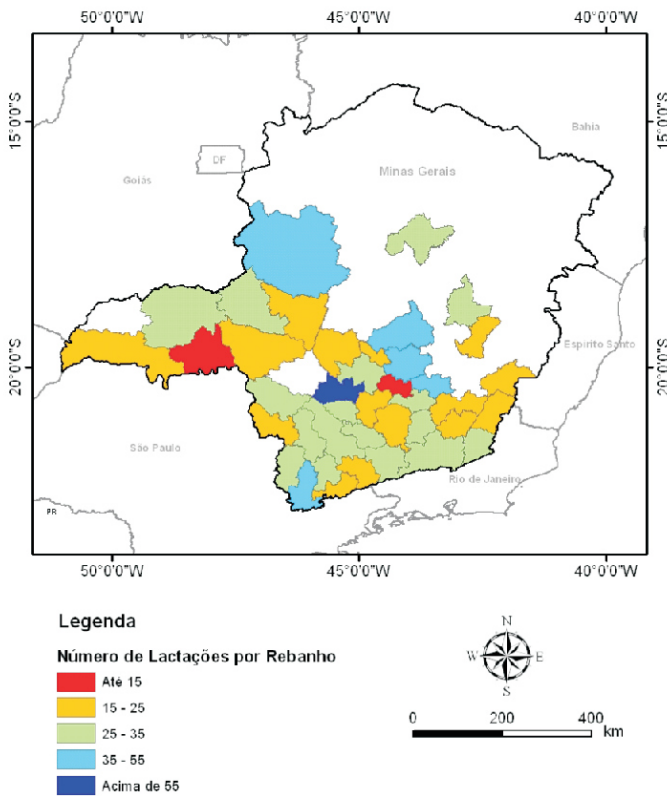 50°0'0"W 45°0'0"W 40°0'0"W
15°0'0"S 15°0'0"S
Bahia
DF
Minas Gerais
Goiás
Espirito Santo
20°0'0"S 20°0'0"S
São Paulo
Rio de Janeiro
PR
50°0'0"W 45°0'0"W 40°0'0"W
Legenda
Número de Lactações por Rebanho
Até 15
15 - 25
25 - 35
35 - 55
Acima de 55
N
W E
S
0 200 400
km